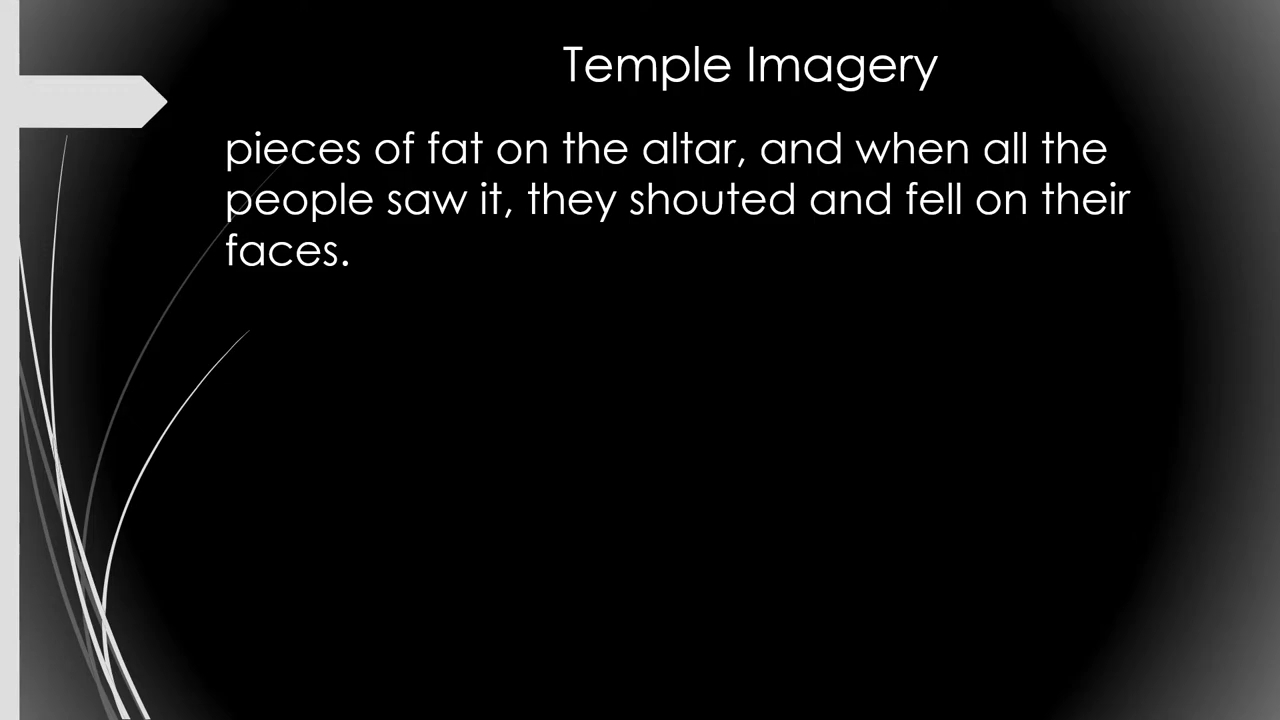 Temple Imagery
pieces of fat on the altar, and when all the
people saw it, they shouted and fell on their
faces.